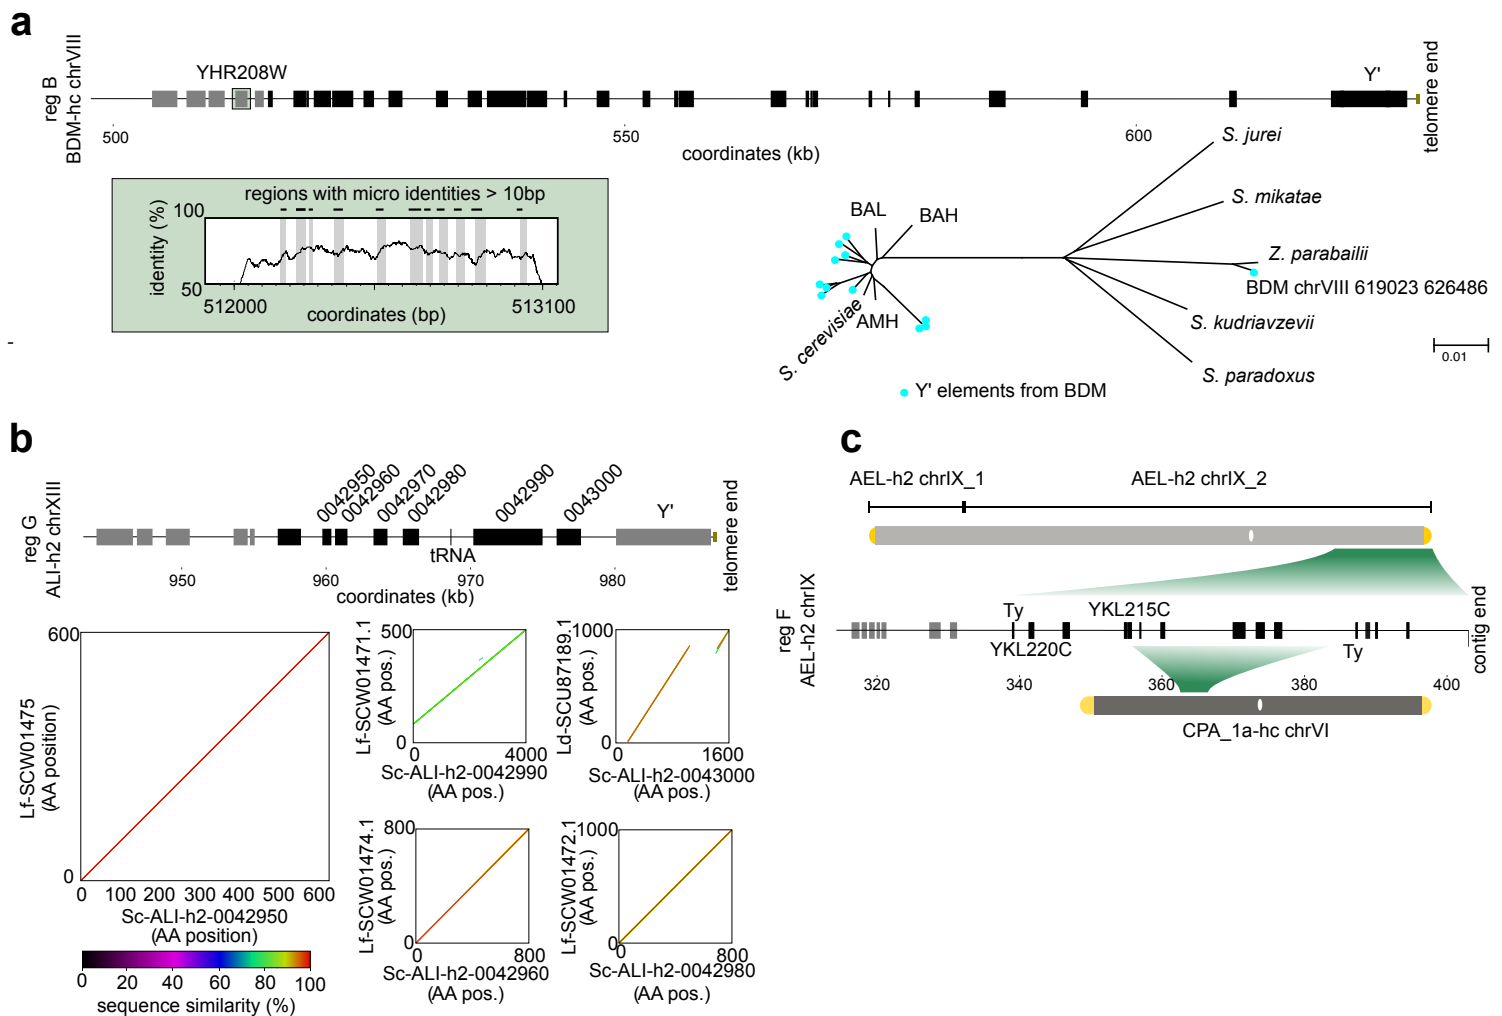 a
reg B
BDM-hc chrVIII
YHR208W
Y'
telomere end
500
550
600
coordinates (kb)
regions with micro identities > 10bp
identity (%)
100
50
512000
513100
coordinates (bp)
S. jurei
S. mikatae
Z. parabailii
BDM chrVIII 619023 626486
S. kudriavzevii
S. paradoxus
BAL
BAH
AMH
S. cerevisiae
0.01
Y' elements from BDM
-
b
reg G
ALI-h2 chrXIII
0042950
0042960
0042970
0042980
0042990
0043000
Y'
tRNA
telomere end
950
960
970
980
coordinates (kb)
Lf-SCW01475
(AA position)
600
0
0 100 200 300 400 500 600
Sc-ALI-h2-0042950
(AA position)
0 20 40 60 80 100
sequence similarity (%)
Lf-SCW01471.1
(AA pos.)
500
0
0 4000
Sc-ALI-h2-0042990
(AA pos.)
Ld-SCU87189.1
(AA pos.)
1000
0
0 1600
Sc-ALI-h2-0043000
(AA pos.)
Lf-SCW01474.1
(AA pos.)
800
0
800
Sc-ALI-h2-0042960
(AA pos.)
Lf-SCW01472.1
(AA pos.)
1000
0
0 800
Sc-ALI-h2-0042980
(AA pos.)
c
AEL-h2 chrIX_1
AEL-h2 chrIX_2
reg F
AEL-h2 chrIX
Ty
YKL220C
YKL215C
Ty
contig end
320
340
360
380
400
CPA_1a-hc chrVI